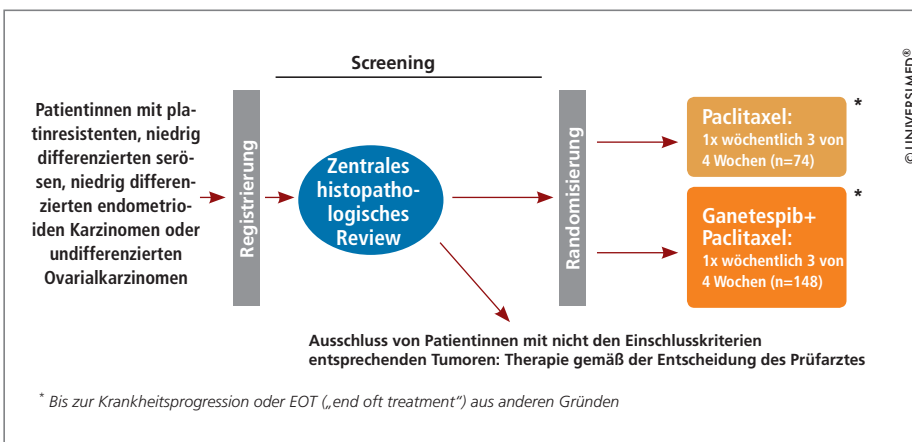 Screening
Patientinnen mit pla-
tinresistenten, niedrig
differenzierten serö-
sen, niedrig differen-
zierten endometrio-
iden Karzinomen oder
undifferenzierten
Ovarialkarzinomen
Registrierung
Zentrales
histopatho-
logisches
Review
Randomisierung
Paclitaxel:
1x wöchentlich 3 von
4 Wochen (n=74)
*
Ganetespib+
Paclitaxel:
1x wöchentlich 3 von
4 Wochen (n=148)
*
Ausschluss von Patientinnen mit nicht den Einschlusskriterien
entsprechenden Tumoren: Therapie gemäß der Entscheidung des Prüfarztes
* Bis zur Krankheitsprogression oder EOT („end oft treatment“) aus anderen Gründen
© UNIVERSIMED®